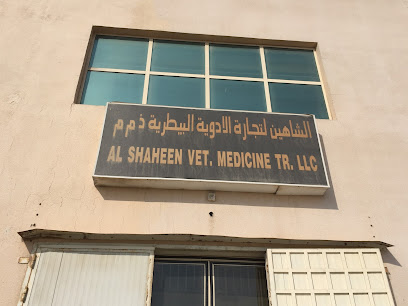 الشاهين لتجارة الادوية البيطرية ذ م م
AL SHAHEEN VET. MEDICINE TR. LLC